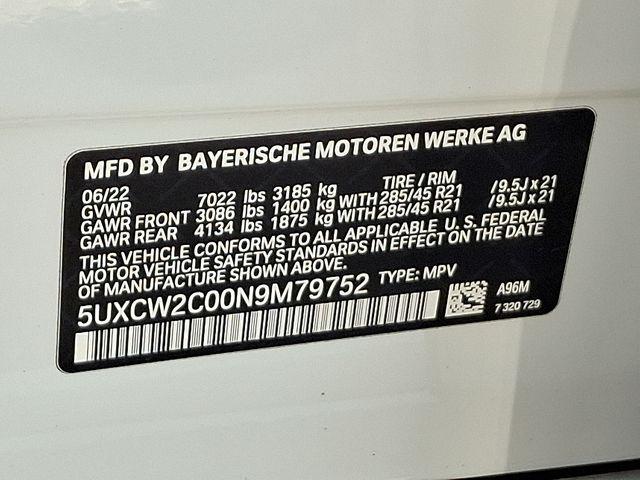 MFD BY BAYERISCHE MOTOREN WERKE AG
06/22 TIRE / RIM
GVWR 7022 lbs 3185 kg
GAWR FRONT 3086 lbs 1400 kg WITH 285/45 R21 /9.5J x 21
GAWR REAR 4134 lbs 1875 kg WITH 285/45 R21 /9.5J x 21
THIS VEHICLE CONFORMS TO ALL APPLICABLE U. S. FEDERAL
MOTOR VEHICLE SAFETY STANDARDS IN EFFECT ON THE DATE
OF MANUFACTURE SHOWN ABOVE.
5UXCW2C00N9M79752 TYPE: MPV
A96M
7 320 729